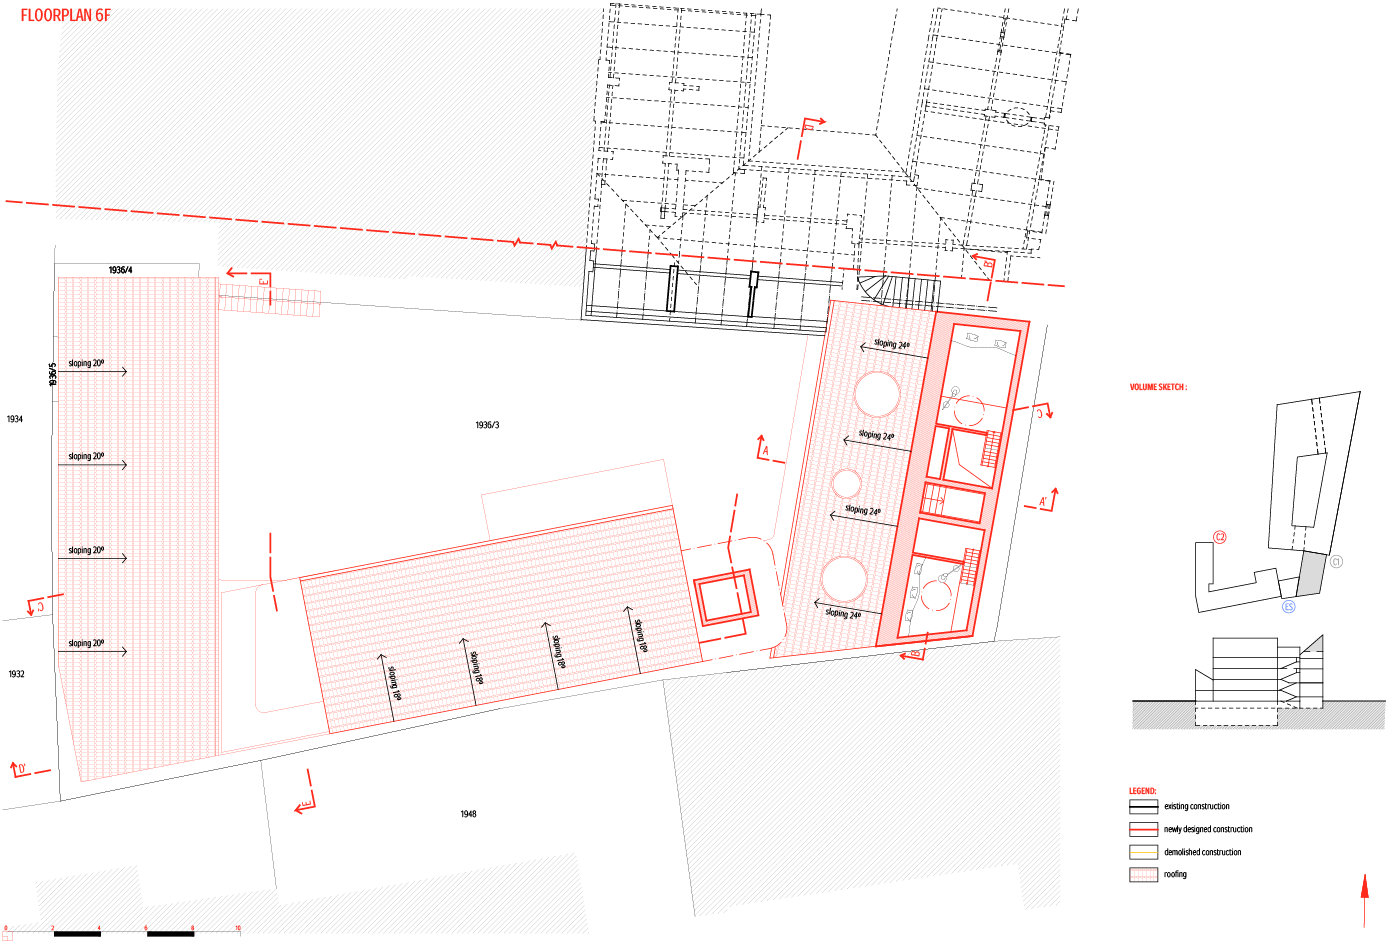 FLOORPLAN 6F
D
B'
1936/4
E'
sloping 24º
1936/5
sloping 20º
VOLUME SKETCH :
1934
1936/3
C'
sloping 24º
A
sloping 20º
A'
sloping 24º
C2
sloping 20º
C1
C
ES
sloping 24º
sloping 18º
sloping 18º
sloping 18º
sloping 18º
sloping 20º
B
1932
D'
E
LEGEND:
existing construction
1948
newly designed construction
demolished construction
roofing
0 2 4 6 8 10